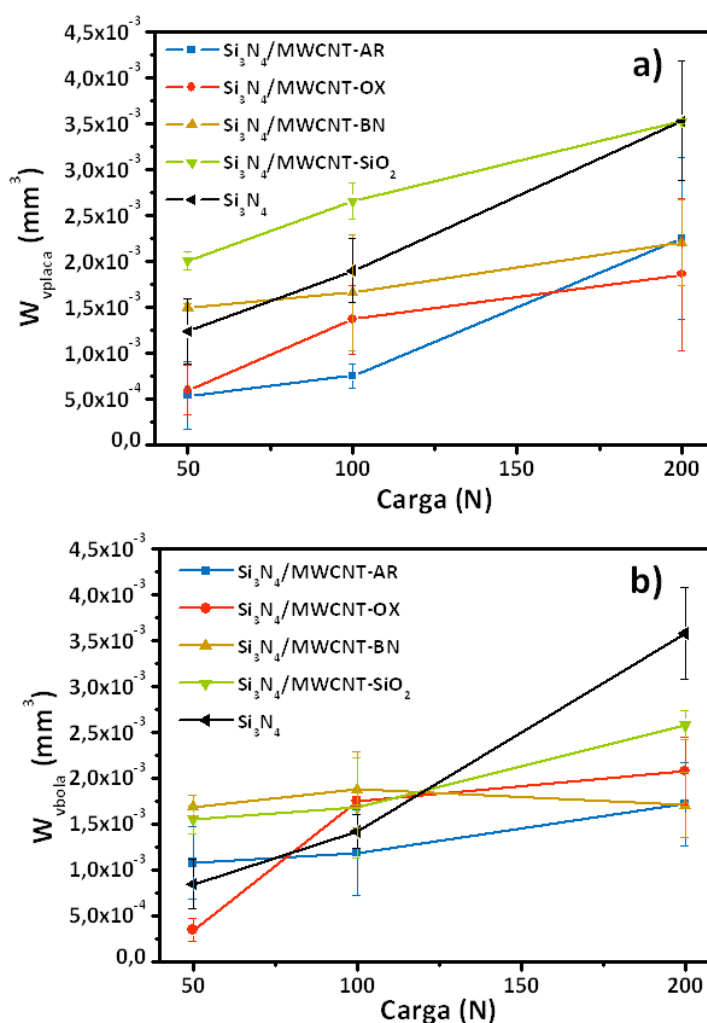 4,5x10⁻³
4,0x10⁻³
3,5x10⁻³
3,0x10⁻³
2,5x10⁻³
2,0x10⁻³
1,5x10⁻³
1,0x10⁻³
5,0x10⁻⁴
0,0
W_vplaca (mm³)
Si₃N₄/MWCNT-AR
Si₃N₄/MWCNT-OX
Si₃N₄/MWCNT-BN
Si₃N₄/MWCNT-SiO₂
Si₃N₄
a)
50 100 150 200
Carga (N)
4,5x10⁻³
4,0x10⁻³
3,5x10⁻³
3,0x10⁻³
2,5x10⁻³
2,0x10⁻³
1,5x10⁻³
1,0x10⁻³
5,0x10⁻⁴
0,0
W_vbola (mm³)
Si₃N₄/MWCNT-AR
Si₃N₄/MWCNT-OX
Si₃N₄/MWCNT-BN
Si₃N₄/MWCNT-SiO₂
Si₃N₄
b)
50 100 150 200
Carga (N)